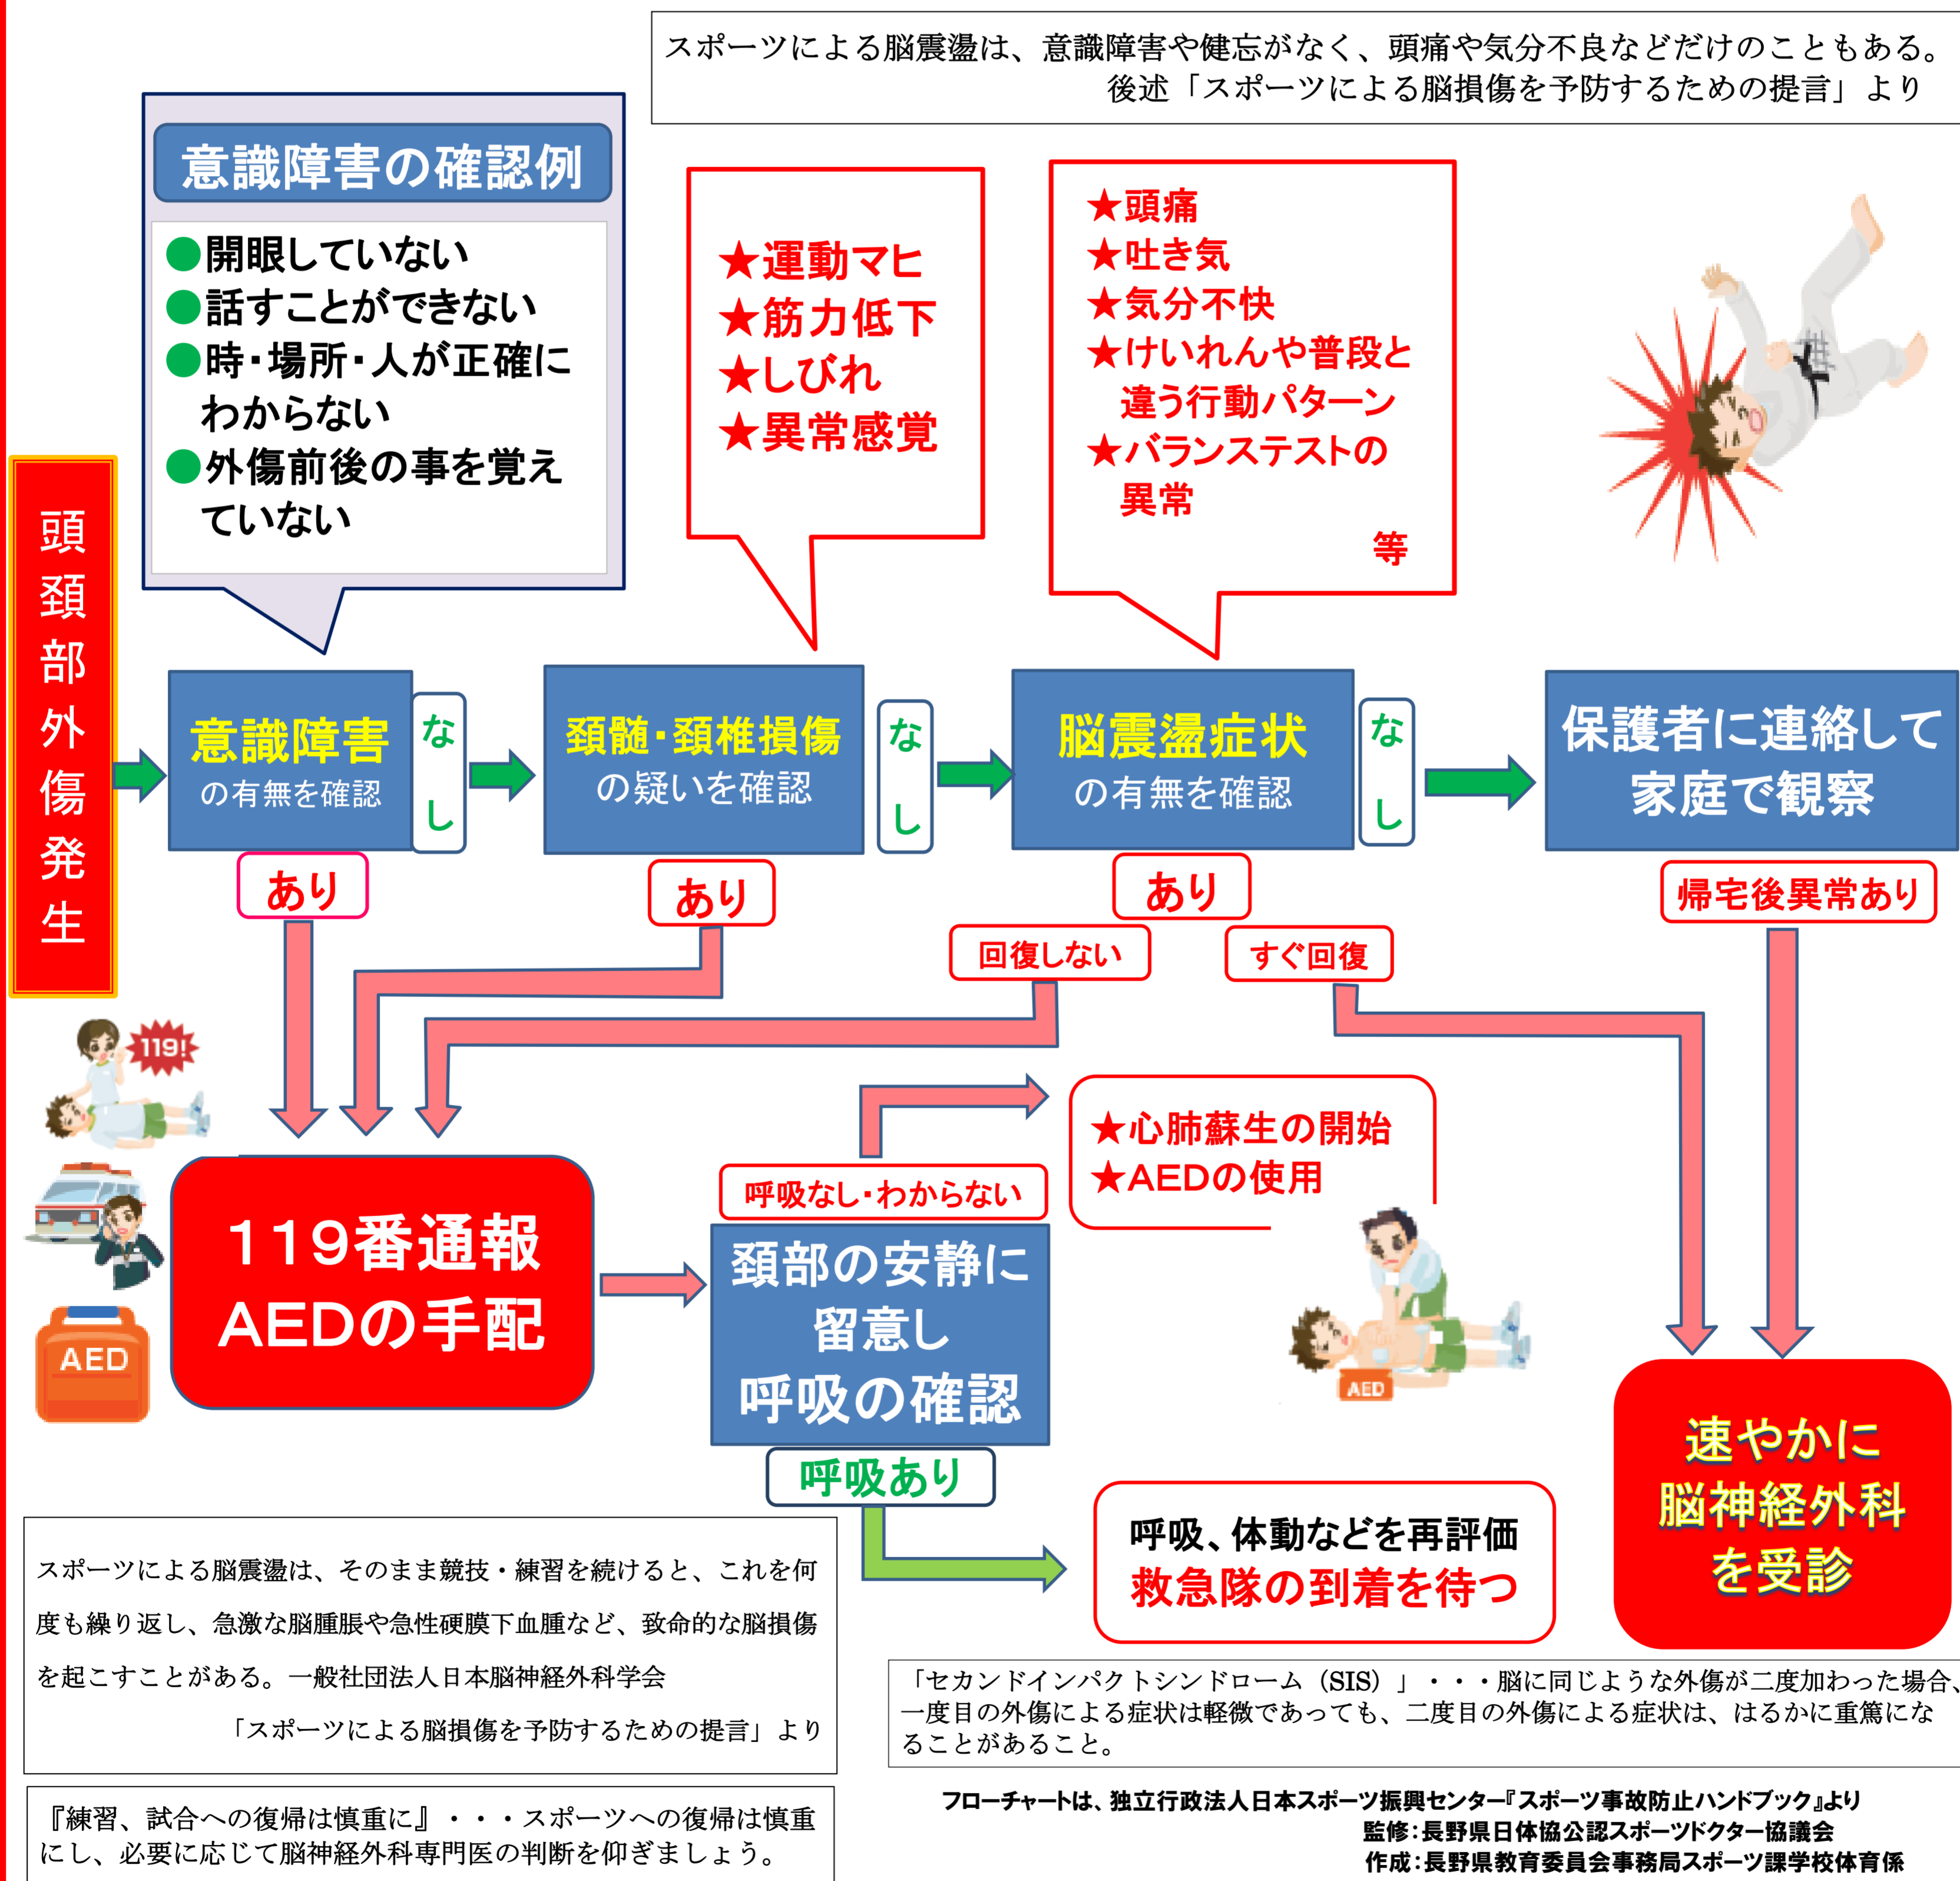 スポーツによる脳震盪は、意識障害や健忘がなく、頭痛や気分不良などだけのこともある。
後述「スポーツによる脳損傷を予防するための提言」より
意識障害の確認例
●開眼していない
●話すことができない
●時・場所・人が正確に
わからない
●外傷前後の事を覚え
ていない
★運動マヒ
★筋力低下
★しびれ
★異常感覚
★頭痛
★吐き気
★気分不快
★けいれんや普段と
違う行動パターン
★バランステストの
異常
等
頭頚部外傷発生
意識障害
の有無を確認
なし
頚髄・頚椎損傷
の疑いを確認
なし
脳震盪症状
の有無を確認
なし
保護者に連絡して
家庭で観察
あり
あり
あり
帰宅後異常あり
回復しない
すぐ回復
119!
★心肺蘇生の開始
★AEDの使用
呼吸なし・わからない
119番通報
AEDの手配
頚部の安静に
留意し
呼吸の確認
AED
AED
呼吸あり
速やかに
脳神経外科
を受診
呼吸、体動などを再評価
救急隊の到着を待つ
スポーツによる脳震盪は、そのまま競技・練習を続けると、これを何
度も繰り返し、急激な脳腫脹や急性硬膜下血腫など、致命的な脳損傷
を起こすことがある。一般社団法人日本脳神経外科学会
「スポーツによる脳損傷を予防するための提言」より
「セカンドインパクトシンドローム（SIS）」・・・脳に同じような外傷が二度加わった場合、
一度目の外傷による症状は軽微であっても、二度目の外傷による症状は、はるかに重篤にな
ることがあること。
『練習、試合への復帰は慎重に』・・・スポーツへの復帰は慎重
にし、必要に応じて脳神経外科専門医の判断を仰ぎましょう。
フローチャートは、独立行政法人日本スポーツ振興センター『スポーツ事故防止ハンドブック』より
監修：長野県日体協公認スポーツドクター協議会
作成：長野県教育委員会事務局スポーツ課学校体育係